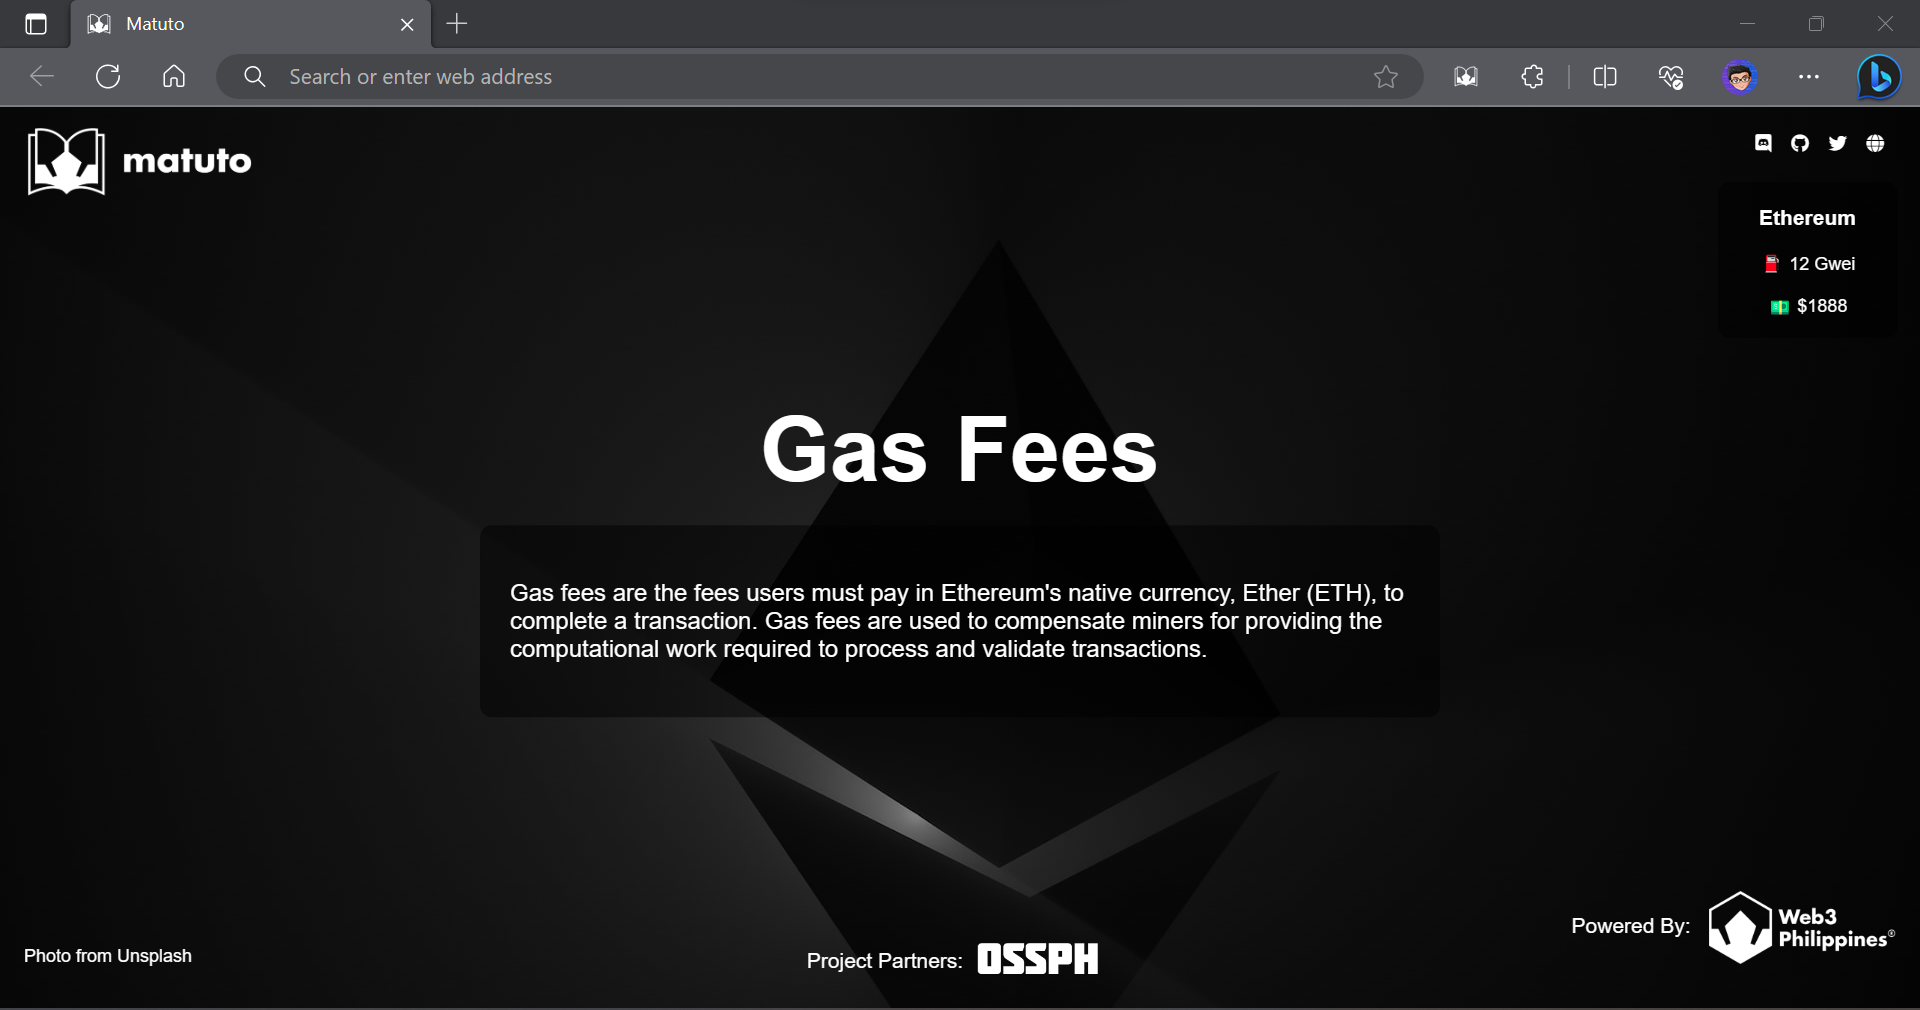 Matuto
Search or enter web address
matuto
Ethereum
12 Gwei
$1888
Gas Fees
Gas fees are the fees users must pay in Ethereum's native currency, Ether (ETH), to
complete a transaction. Gas fees are used to compensate miners for providing the
computational work required to process and validate transactions.
Photo from Unsplash
Project Partners: OSSPH
Powered By:
Web3
Philippines®